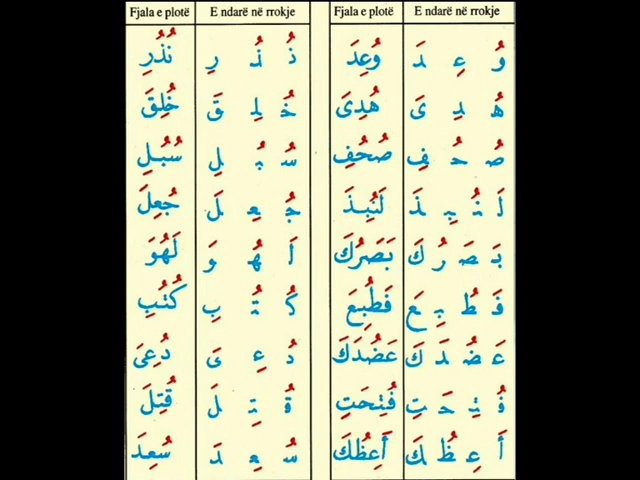 Fjala e plotë E ndarë në rrokje Fjala e plotë E ndarë në rrokje
وُ عِ دَ وُعِدَ نُ ذُ رِ نُذُرِ
هُ دِ ىَ هُدِىَ خُ لِ قَ خُلِقَ
صُ حُ فِ صُحُفِ سُ بُ لِ سُبُلِ
لَ نُ بِ ذَ لَنُبِذَ جُ عِ لَ جُعِلَ
بَ صَ رُ كَ بَصَرُكَ لَ هُ وَ لَهُوَ
فَ طُ بِ عَ فَطُبِعَ كُ تُ بِ كُتُبِ
عَ ضُ دَ كَ عَضُدَكَ دُ عِ ىَ دُعِىَ
فُ تِ حَ تِ فُتِحَتِ قُ تِ لَ قُتِلَ
أَ عِ ظُ كَ أَعِظُكَ سُ عِ دَ سُعِدَ